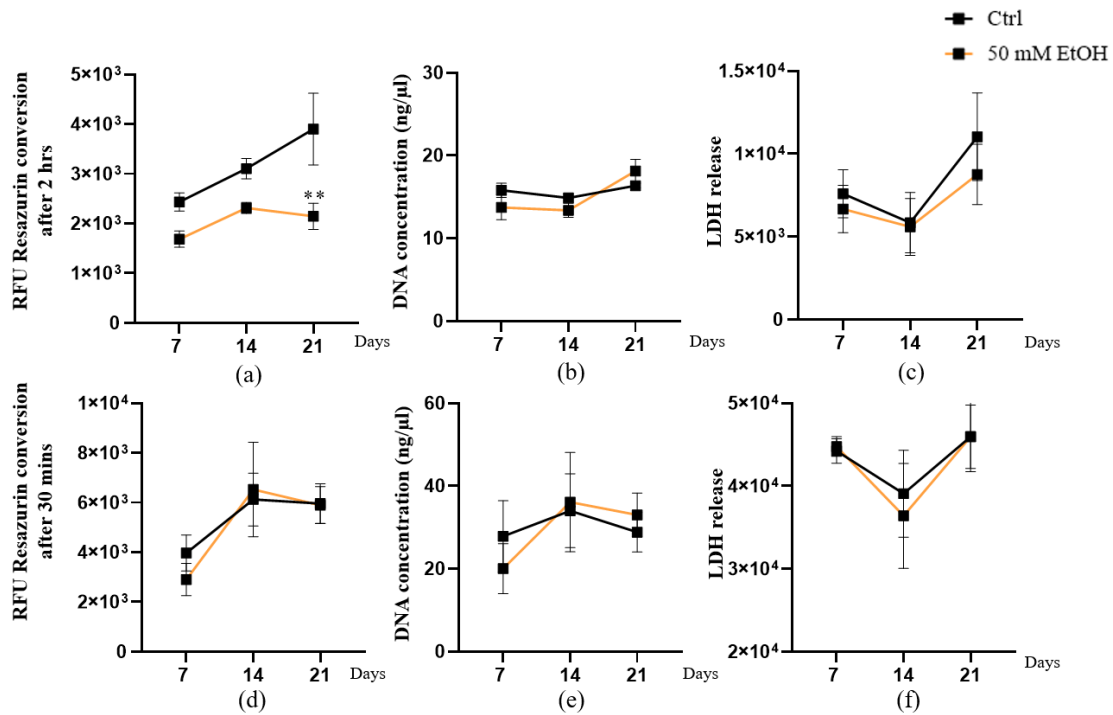 Ctrl
50 mM EtOH
RFU Resazurin conversion
after 2 hrs
5×10³
4×10³
3×10³
2×10³
1×10³
0
**
7 14 21 Days
(a)
DNA concentration (ng/µl)
30
20
10
0
7 14 21 Days
(b)
LDH release
1.5×10⁴
1×10⁴
5×10³
0
7 14 21 Days
(c)
RFU Resazurin conversion
after 30 mins
1×10⁴
8×10³
6×10³
4×10³
2×10³
0
7 14 21 Days
(d)
DNA concentration (ng/µl)
60
40
20
0
7 14 21
(e)
LDH release
5×10⁴
4×10⁴
3×10⁴
2×10⁴
7 14 21 Days
(f)